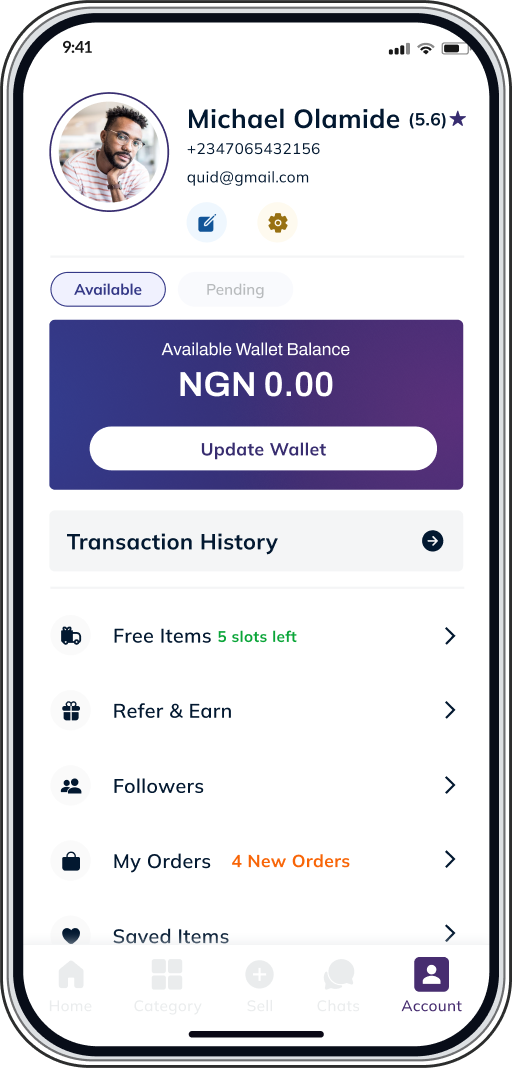 9:41
Michael Olamide (5.6)★
+2347065432156
quid@gmail.com
Available Pending
Available Wallet Balance
NGN 0.00
Update Wallet
Transaction History
Free Items 5 slots left
Refer & Earn
Followers
My Orders 4 New Orders
Saved Items
Home Category Sell Chats Account